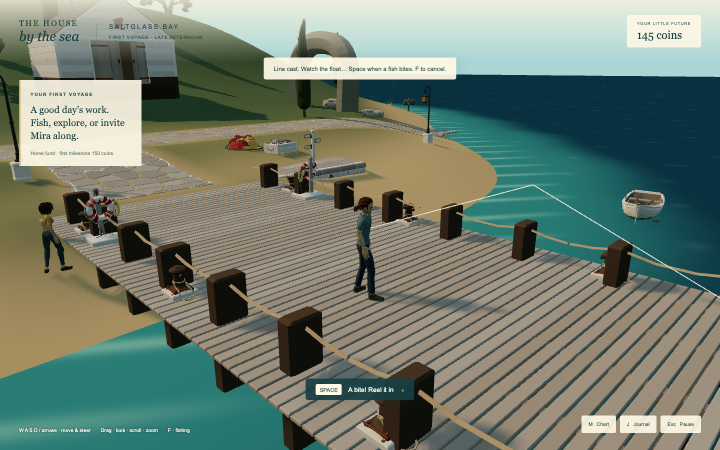 THE HOUSE
by the sea
SALTGLASS BAY
FIRST VOYAGE · LATE AFTERNOON
YOUR LITTLE FUTURE
145 coins
Line cast. Watch the float… Space when a fish bites. F to cancel.
YOUR FIRST VOYAGE
A good day's work.
Fish, explore, or invite
Mira along.
Home fund · first milestone 150 coins
SPACE A bite! Reel it in
W A S D / arrows · move & steer Drag · look · scroll · zoom F · fishing
M Chart J Journal Esc Pause